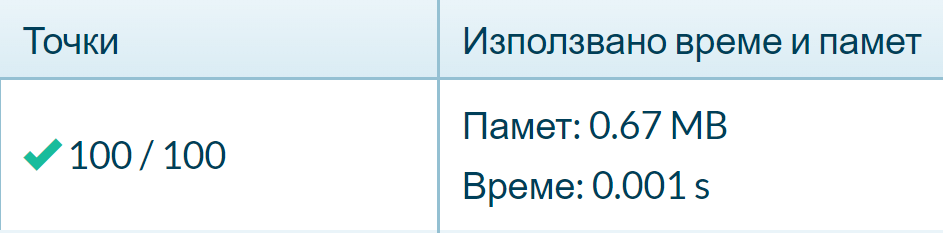 Точки
Използвано време и памет
100 / 100
Памет: 0.67 MB
Време: 0.001 s